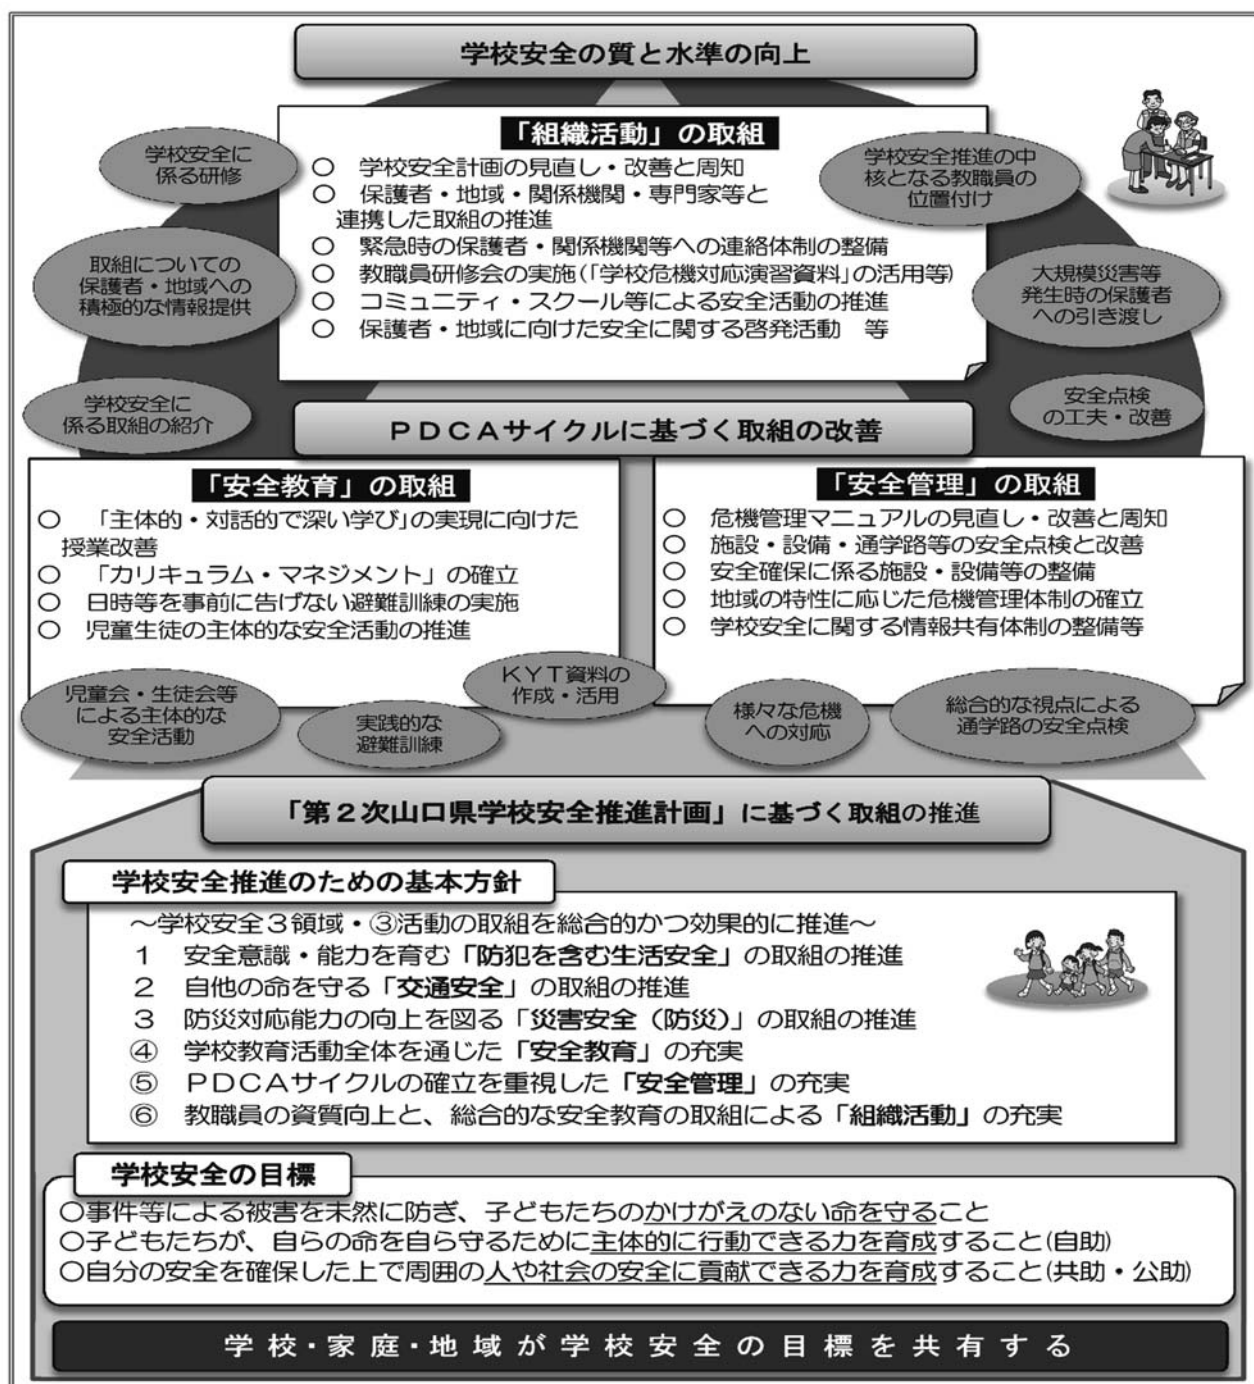 学校安全の質と水準の向上
「組織活動」の取組
○　学校安全計画の見直し・改善と周知
○　保護者・地域・関係機関・専門家等と
連携した取組の推進
○　緊急時の保護者・関係機関等への連絡体制の整備
○　教職員研修会の実施(「学校危機対応演習資料」の活用等)
○　コミュニティ・スクール等による安全活動の推進
○　保護者・地域に向けた安全に関する啓発活動　等
学校安全に
係る研修
取組についての
保護者・地域への
積極的な情報提供
学校安全に
係る取組の紹介
学校安全推進の中
核となる教職員の
位置付け
大規模災害等
発生時の保護者
への引き渡し
安全点検
の工夫・改善
ＰＤＣＡサイクルに基づく取組の改善
「安全教育」の取組
○　「主体的・対話的で深い学び」の実現に向けた
授業改善
○　「カリキュラム・マネジメント」の確立
○　日時等を事前に告げない避難訓練の実施
○　児童生徒の主体的な安全活動の推進
「安全管理」の取組
○　危機管理マニュアルの見直し・改善と周知
○　施設・設備・通学路等の安全点検と改善
○　安全確保に係る施設・設備等の整備
○　地域の特性に応じた危機管理体制の確立
○　学校安全に関する情報共有体制の整備等
児童会・生徒会等
による主体的な
安全活動
実践的な
避難訓練
ＫＹＴ資料の
作成・活用
様々な危機
への対応
総合的な視点による
通学路の安全点検
「第２次山口県学校安全推進計画」に基づく取組の推進
学校安全推進のための基本方針
～学校安全３領域・③活動の取組を総合的かつ効果的に推進～
１　安全意識・能力を育む「防犯を含む生活安全」の取組の推進
２　自他の命を守る「交通安全」の取組の推進
３　防災対応能力の向上を図る「災害安全（防災）」の取組の推進
④　学校教育活動全体を通じた「安全教育」の充実
⑤　ＰＤＣＡサイクルの確立を重視した「安全管理」の充実
⑥　教職員の資質向上と、総合的な安全教育の取組による「組織活動」の充実
学校安全の目標
○事件等による被害を未然に防ぎ、子どもたちのかけがえのない命を守ること
○子どもたちが、自らの命を自ら守るために主体的に行動できる力を育成すること(自助)
○自分の安全を確保した上で周囲の人や社会の安全に貢献できる力を育成すること(共助・公助)
学校・家庭・地域が学校安全の目標を共有する